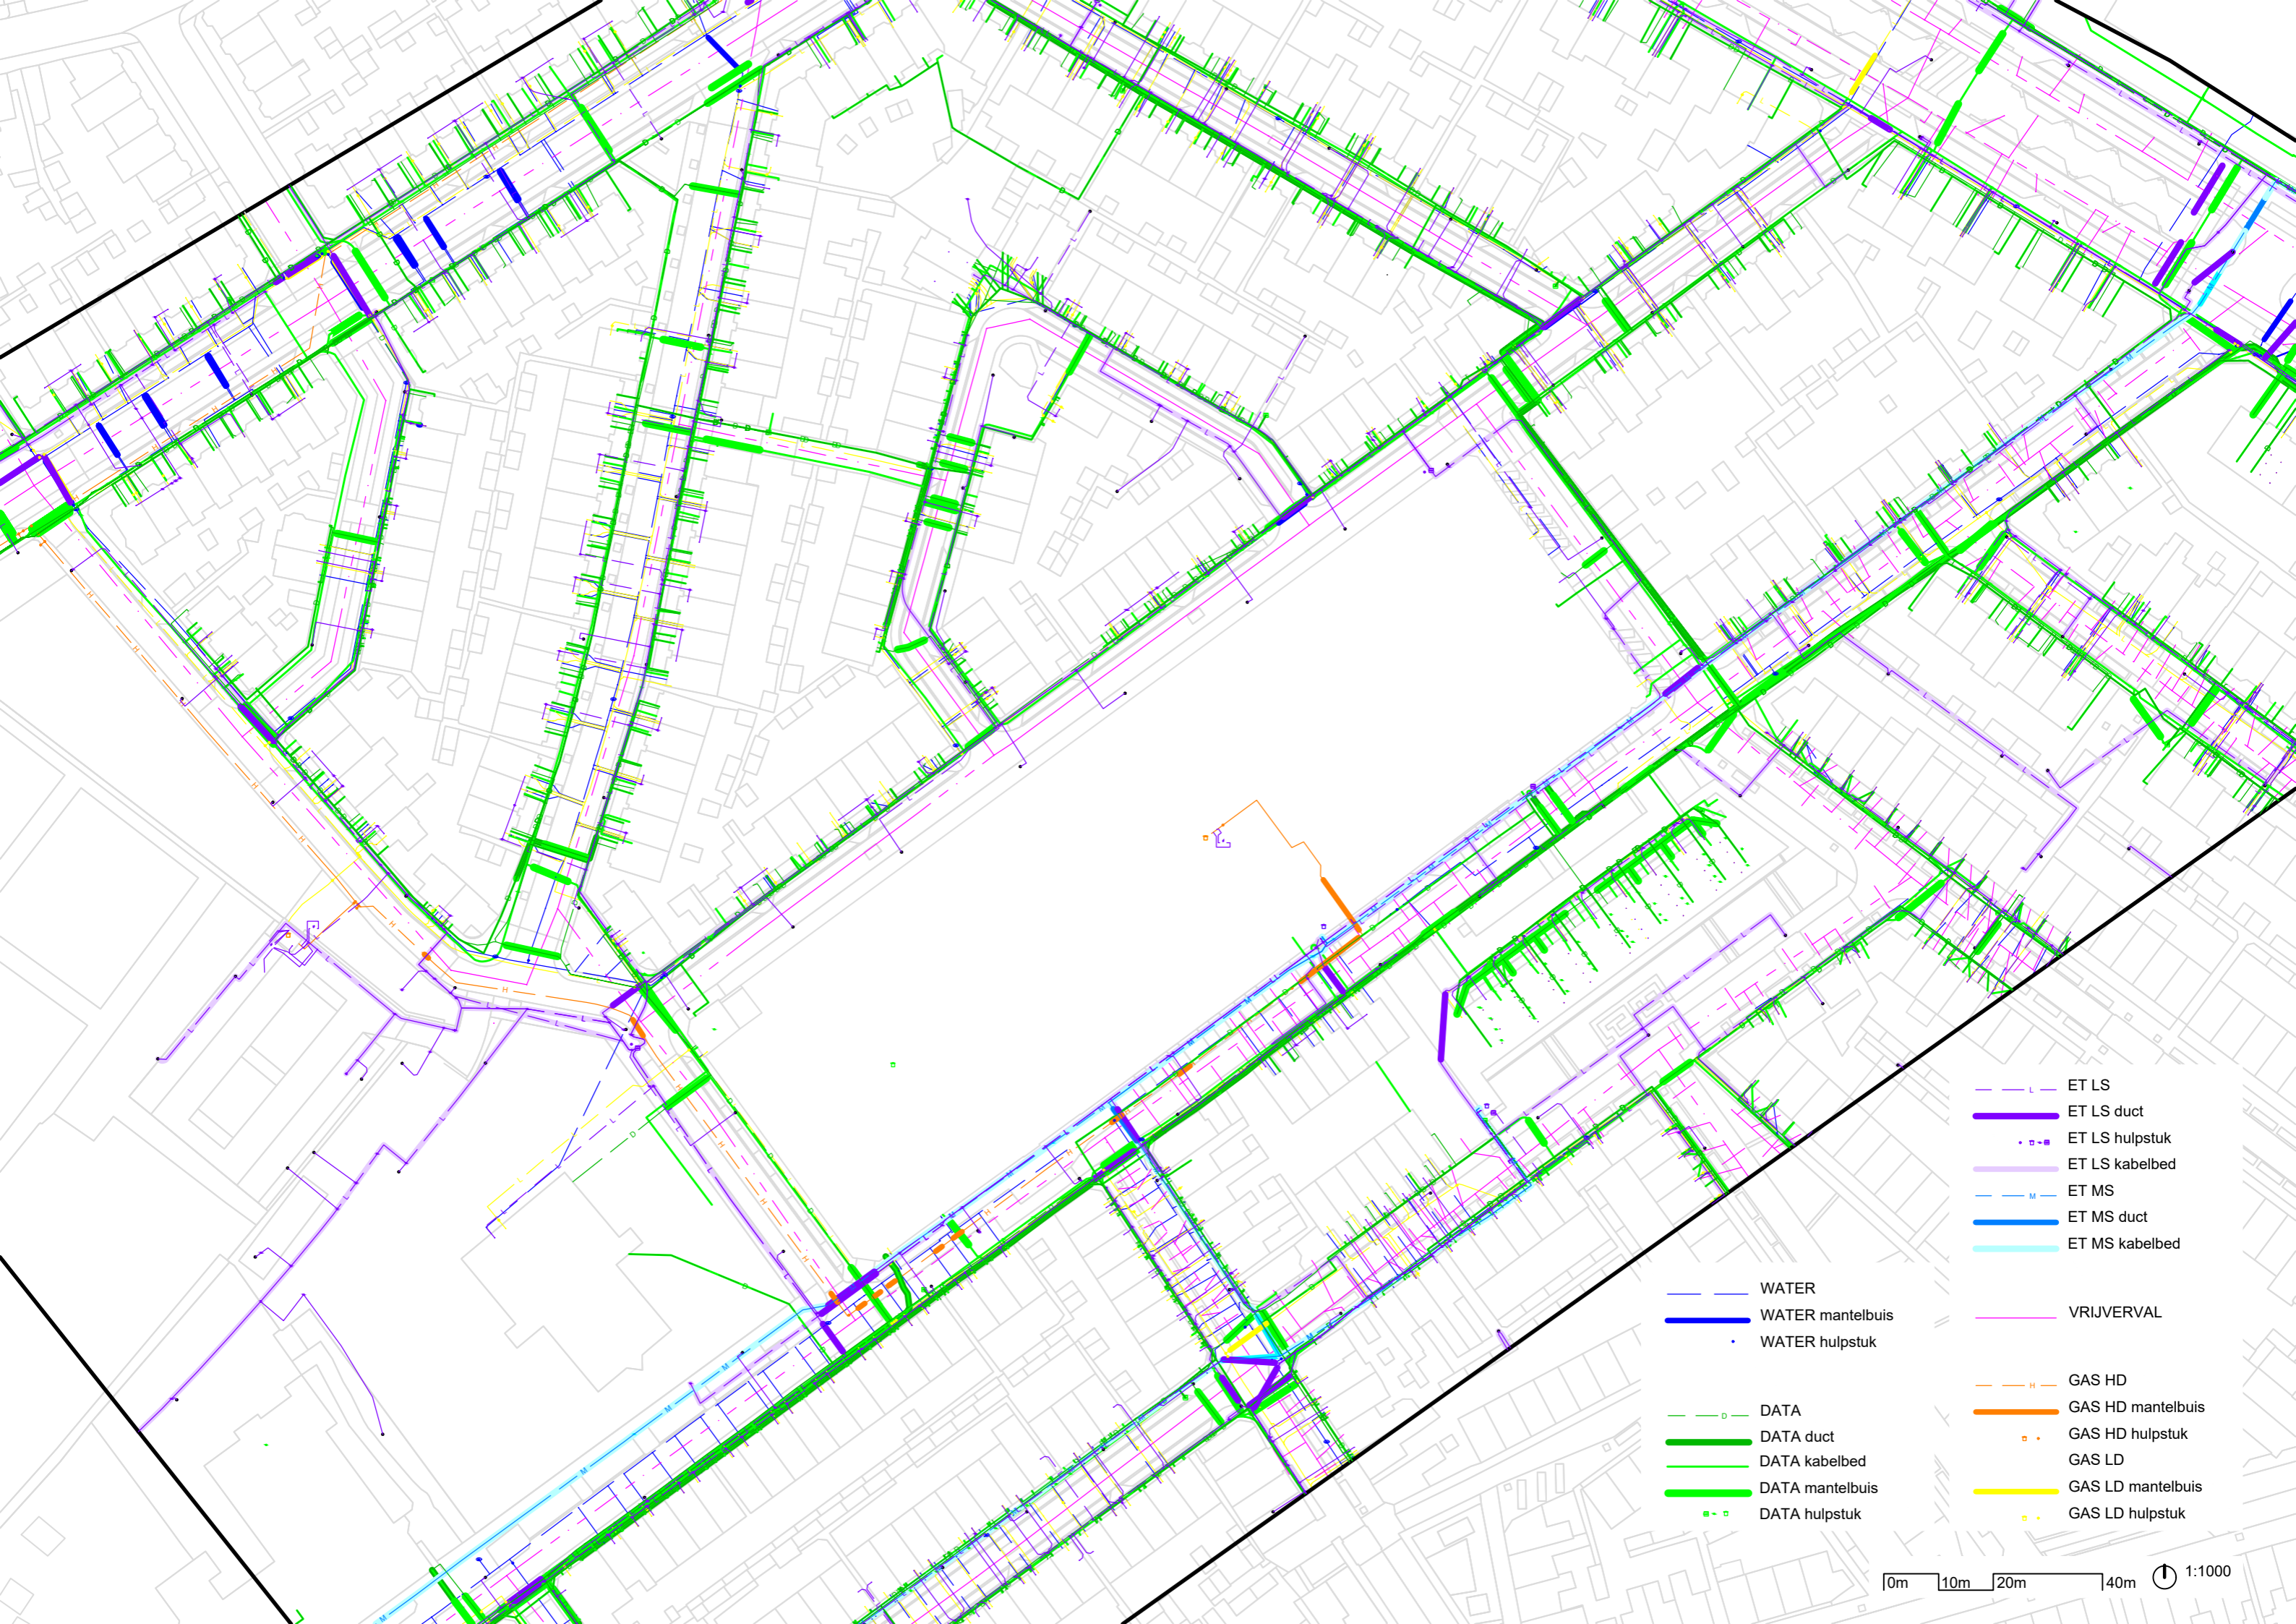 ET LS
ET LS duct
ET LS hulpstuk
ET LS kabelbed
ET MS
ET MS duct
ET MS kabelbed
WATER
WATER mantelbuis
WATER hulpstuk
VRIJVERVAL
DATA
DATA duct
DATA kabelbed
DATA mantelbuis
DATA hulpstuk
GAS HD
GAS HD mantelbuis
GAS HD hulpstuk
GAS LD
GAS LD mantelbuis
GAS LD hulpstuk
0m 10m 20m 40m 1:1000